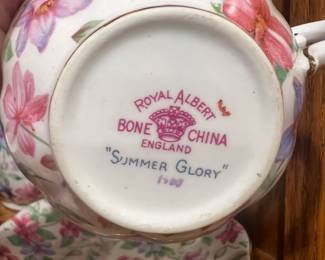 ROYAL ALBERT
BONE CHINA
ENGLAND
"SUMMER GLORY"